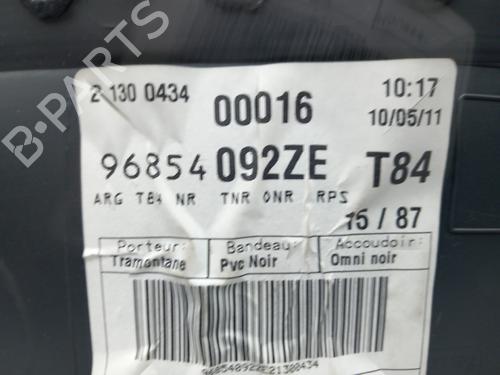 B-PARTS
2 130 0434
00016
10:17
10/05/11
96854 092ZE T84
ARG T84 NR TNR ONR RPS
15 / 87
Porteur: Bandeau: Accoudoir:
Tramontane Pvc Noir Omni noir
96854092ZE21300434